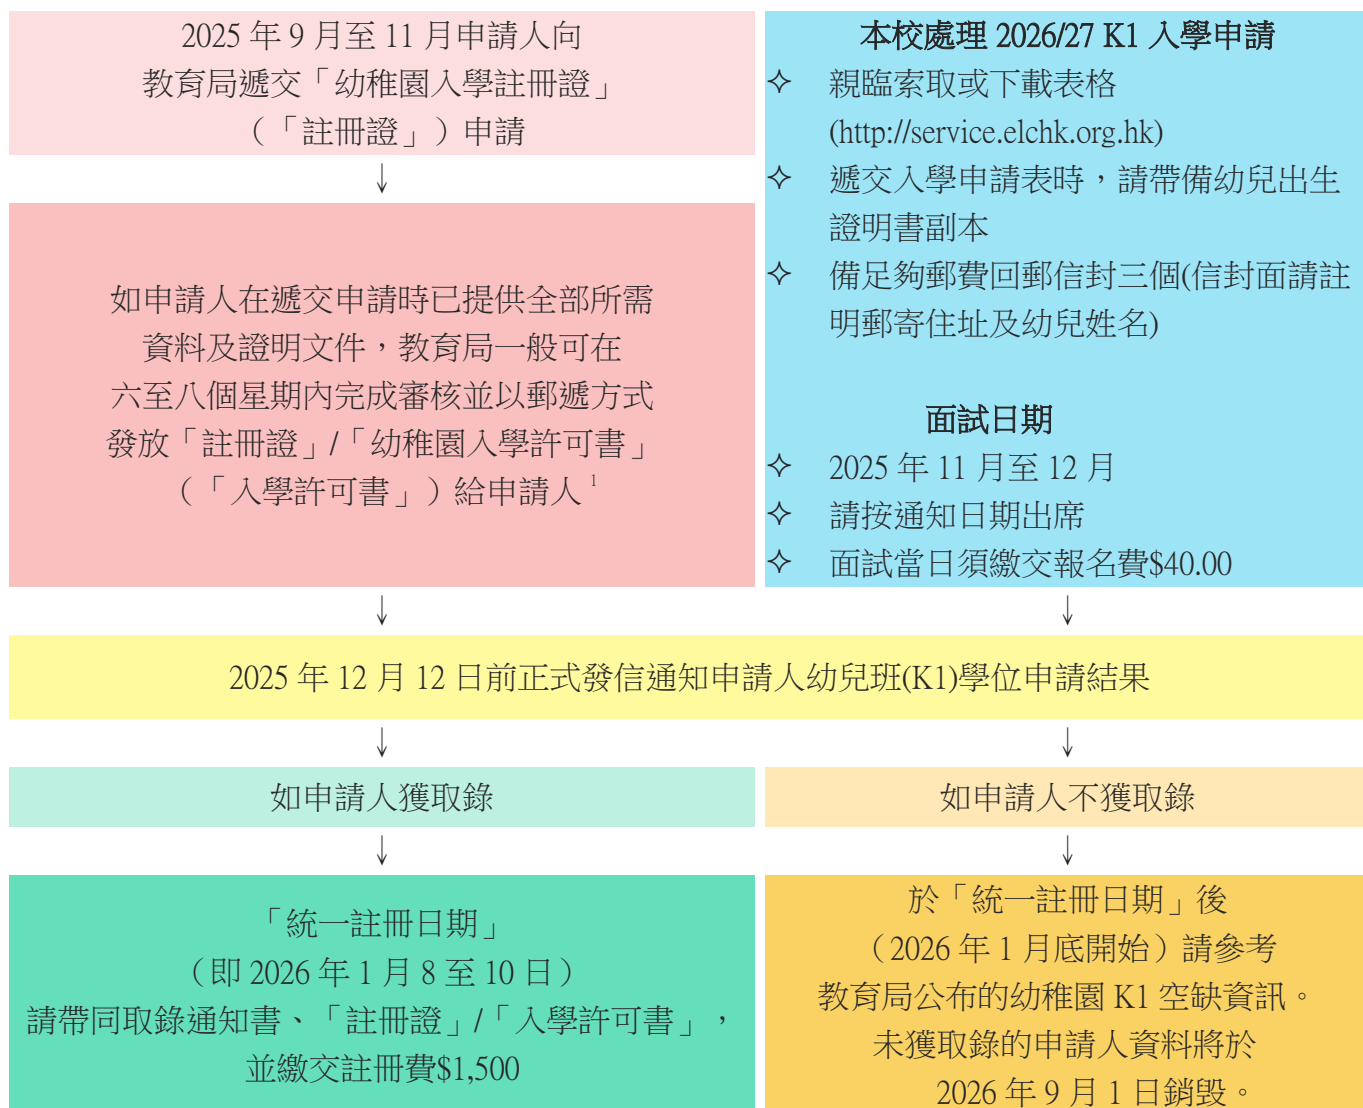 2025 年 9 月至 11 月申請人向
教育局遞交「幼稚園入學註冊證」
（「註冊證」）申請
↓
如申請人在遞交申請時已提供全部所需
資料及證明文件，教育局一般可在
六至八個星期內完成審核並以郵遞方式
發放「註冊證」/「幼稚園入學許可書」
（「入學許可書」）給申請人 1
本校處理 2026/27 K1 入學申請
✧ 親臨索取或下載表格
(http://service.elchk.org.hk)
✧ 遞交入學申請表時，請帶備幼兒出生
證明書副本
✧ 備足夠郵費回郵信封三個(信封面請註
明郵寄住址及幼兒姓名)
面試日期
✧ 2025 年 11 月至 12 月
✧ 請按通知日期出席
✧ 面試當日須繳交報名費$40.00
↓ ↓
2025 年 12 月 12 日前正式發信通知申請人幼兒班(K1)學位申請結果
↓ ↓
如申請人獲取錄
如申請人不獲取錄
↓ ↓
「統一註冊日期」
（即 2026 年 1 月 8 至 10 日）
請帶同取錄通知書、「註冊證」/「入學許可書」，
並繳交註冊費$1,500
於「統一註冊日期」後
（2026 年 1 月底開始）請參考
教育局公布的幼稚園 K1 空缺資訊。
未獲取錄的申請人資料將於
2026 年 9 月 1 日銷毀。